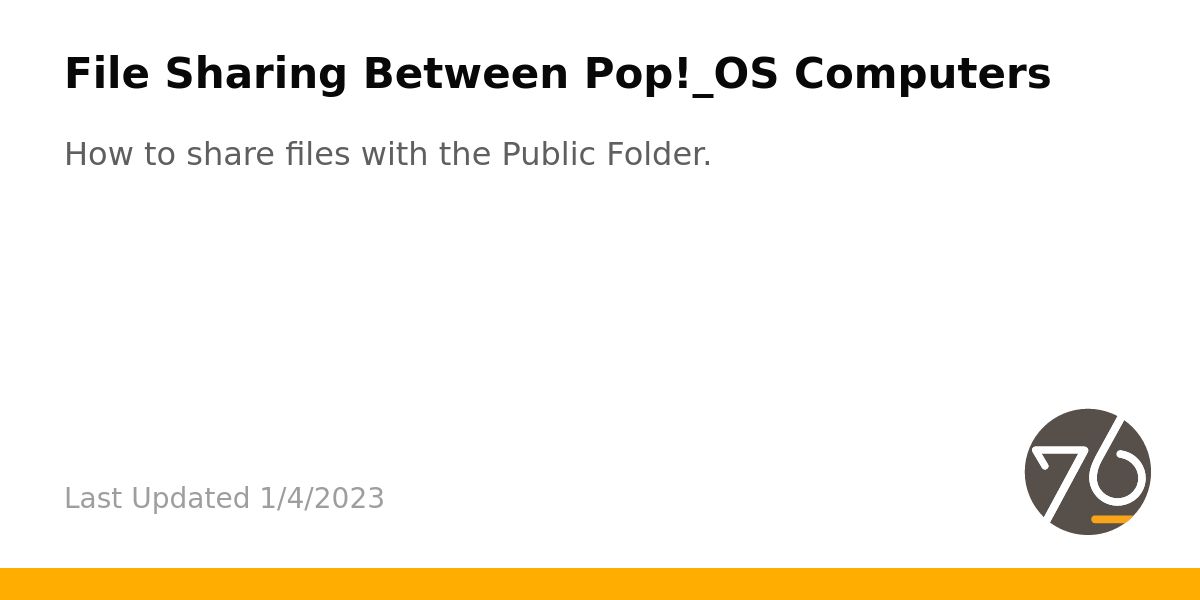 File Sharing Between Pop!_OS Computers
How to share files with the Public Folder.
Last Updated 1/4/2023
76